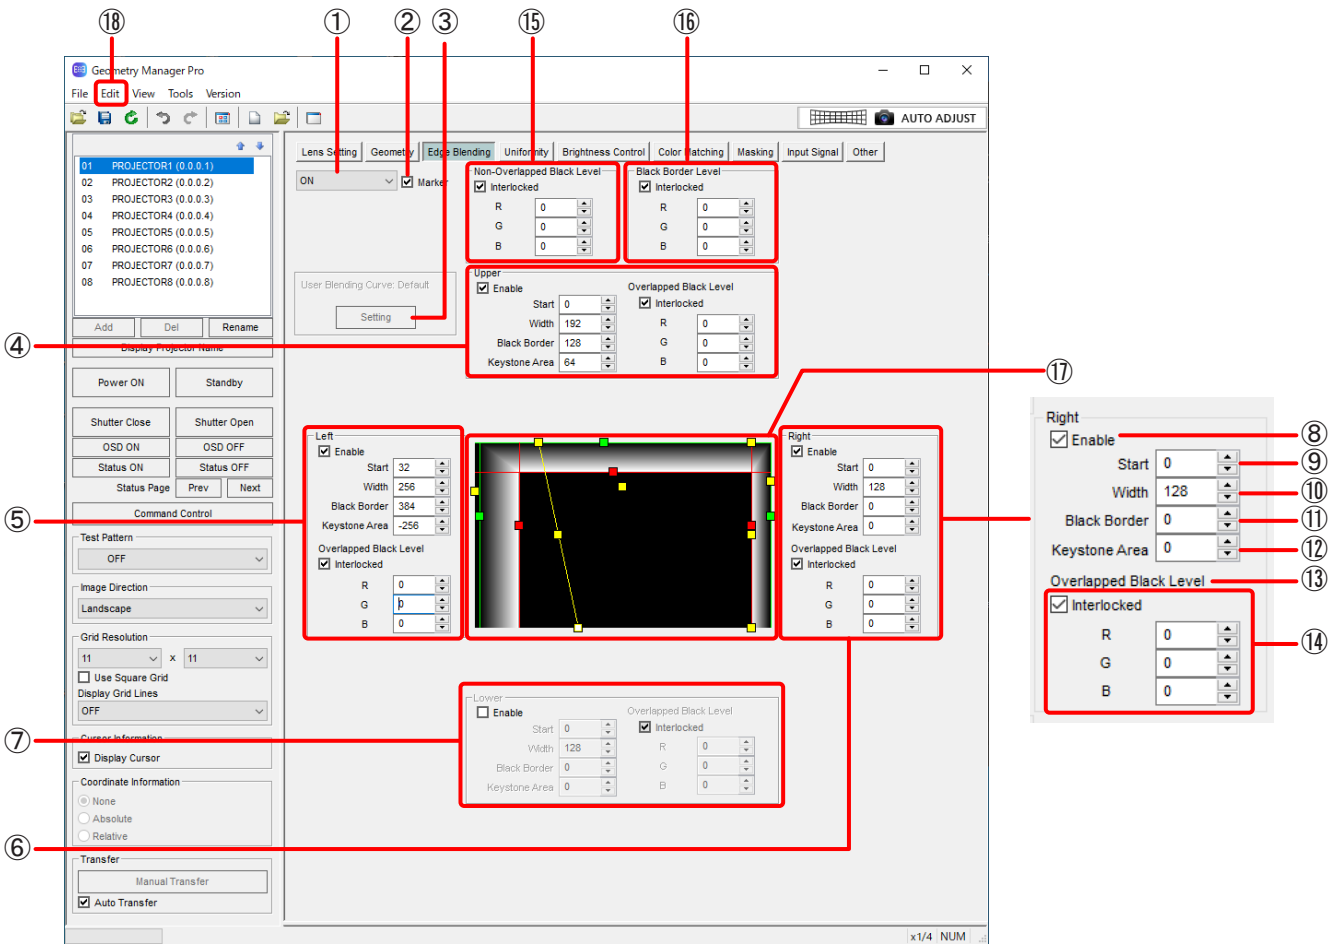 ⑱ ① ② ③ ⑮ ⑯
Geometry Manager Pro
File Edit View Tools Version
AUTO ADJUST
01 PROJECTOR1 (0.0.0.1)
02 PROJECTOR2 (0.0.0.2)
03 PROJECTOR3 (0.0.0.3)
04 PROJECTOR4 (0.0.0.4)
05 PROJECTOR5 (0.0.0.5)
06 PROJECTOR6 (0.0.0.6)
07 PROJECTOR7 (0.0.0.7)
08 PROJECTOR8 (0.0.0.8)
Add Del Rename
Display Projector Name
Power ON Standby
Shutter Close Shutter Open
OSD ON OSD OFF
Status ON Status OFF
Status Page Prev Next
Command Control
Test Pattern
OFF
Image Direction
Landscape
Grid Resolution
11 x 11
Use Square Grid
Display Grid Lines
OFF
Cursor Information
Display Cursor
Coordinate Information
None
Absolute
Relative
Transfer
Manual Transfer
Auto Transfer
Lens Setting Geometry Edge Blending Uniformity Brightness Control Color Matching Masking Input Signal Other
ON Marker
Non-Overlapped Black Level
Interlocked
R 0
G 0
B 0
Black Border Level
Interlocked
R 0
G 0
B 0
User Blending Curve: Default
Setting
④
Upper
Enable
Start 0
Width 192
Black Border 128
Keystone Area 64
Overlapped Black Level
Interlocked
R 0
G 0
B 0
⑰
⑤
Left
Enable
Start 32
Width 256
Black Border 384
Keystone Area -256
Overlapped Black Level
Interlocked
R 0
G 0
B 0
Right
Enable
Start 0
Width 128
Black Border 0
Keystone Area 0
Overlapped Black Level
Interlocked
R 0
G 0
B 0
⑦
Lower
Enable
Start 0
Width 128
Black Border 0
Keystone Area 0
Overlapped Black Level
Interlocked
R 0
G 0
B 0
⑥
x1/4 NUM
Right
Enable ⑧
Start 0 ⑨
Width 128 ⑩
Black Border 0 ⑪
Keystone Area 0 ⑫
Overlapped Black Level ⑬
Interlocked
R 0
G 0 ⑭
B 0